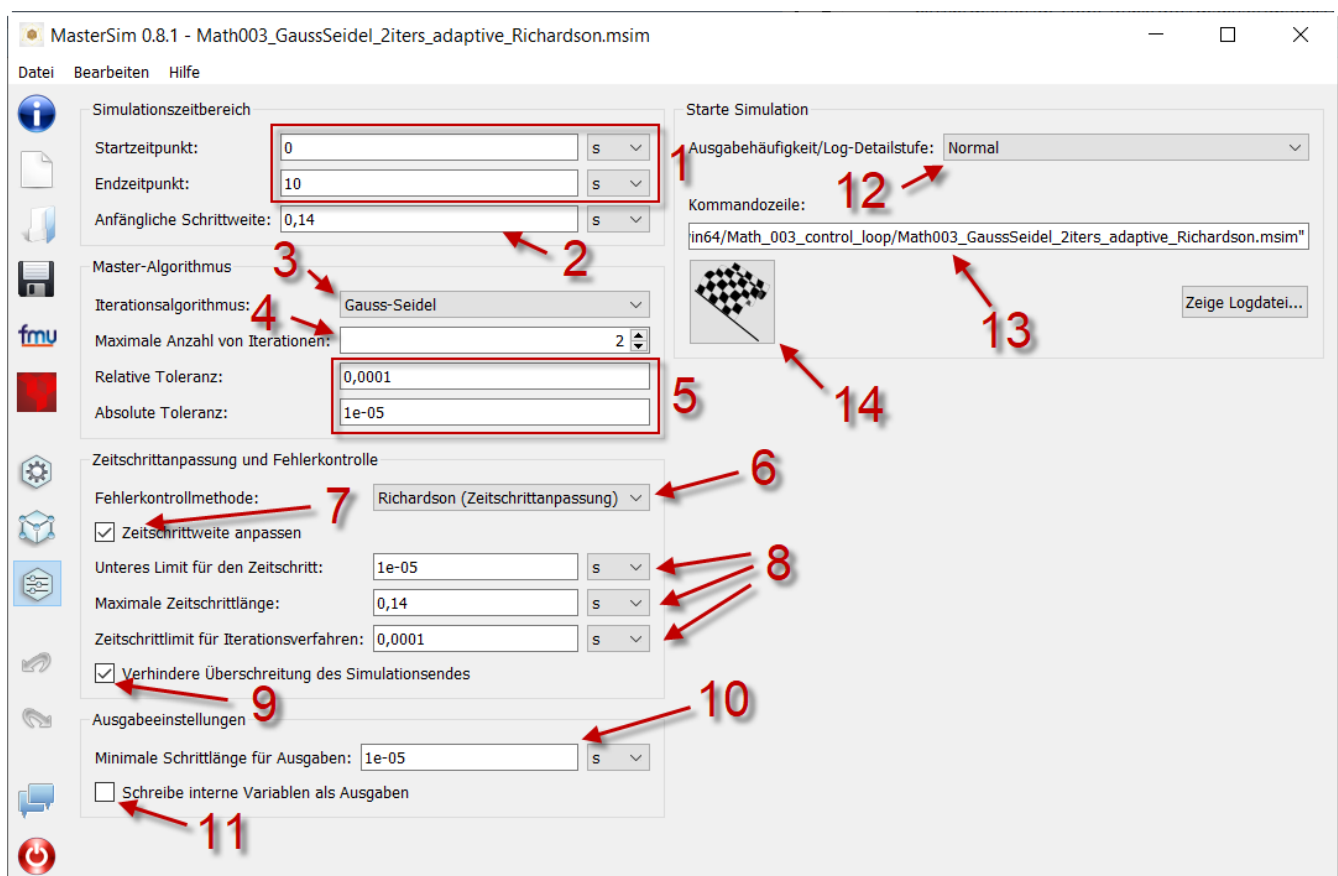 MasterSim 0.8.1 - Math003_GaussSeidel_2iters_adaptive_Richardson.msim
Datei Bearbeiten Hilfe
Simulationszeitbereich
Startzeitpunkt: 0 s
1
Endzeitpunkt: 10 s
Anfängliche Schrittweite: 0,14 s
2
Master-Algorithmus
3
Iterationsalgorithmus: Gauss-Seidel
4
Maximale Anzahl von Iterationen: 2
Relative Toleranz: 0,0001
5
Absolute Toleranz: 1e-05
Zeitschrittanpassung und Fehlerkontrolle
6
Fehlerkontrollmethode: Richardson (Zeitschrittanpassung)
7
Zeitschrittweite anpassen
Unteres Limit für den Zeitschritt: 1e-05 s
8
Maximale Zeitschrittlänge: 0,14 s
Zeitschrittlimit für Iterationsverfahren: 0,0001 s
Verhindere Überschreitung des Simulationsendes
9
10
Ausgabeeinstellungen
Minimale Schrittlänge für Ausgaben: 1e-05 s
Schreibe interne Variablen als Ausgaben
11
Starte Simulation
Ausgabehäufigkeit/Log-Detailstufe: Normal
12
Kommandozeile:
in64/Math_003_control_loop/Math003_GaussSeidel_2iters_adaptive_Richardson.msim"
13
Zeige Logdatei...
14
fmu